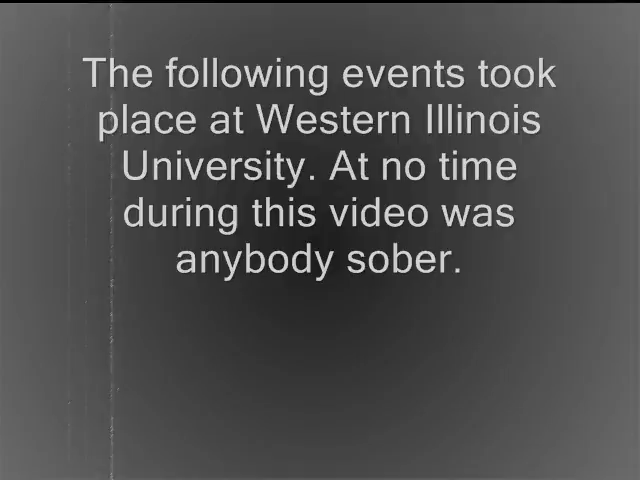 The following events took
place at Western Illinois
University. At no time
during this video was
anybody sober.